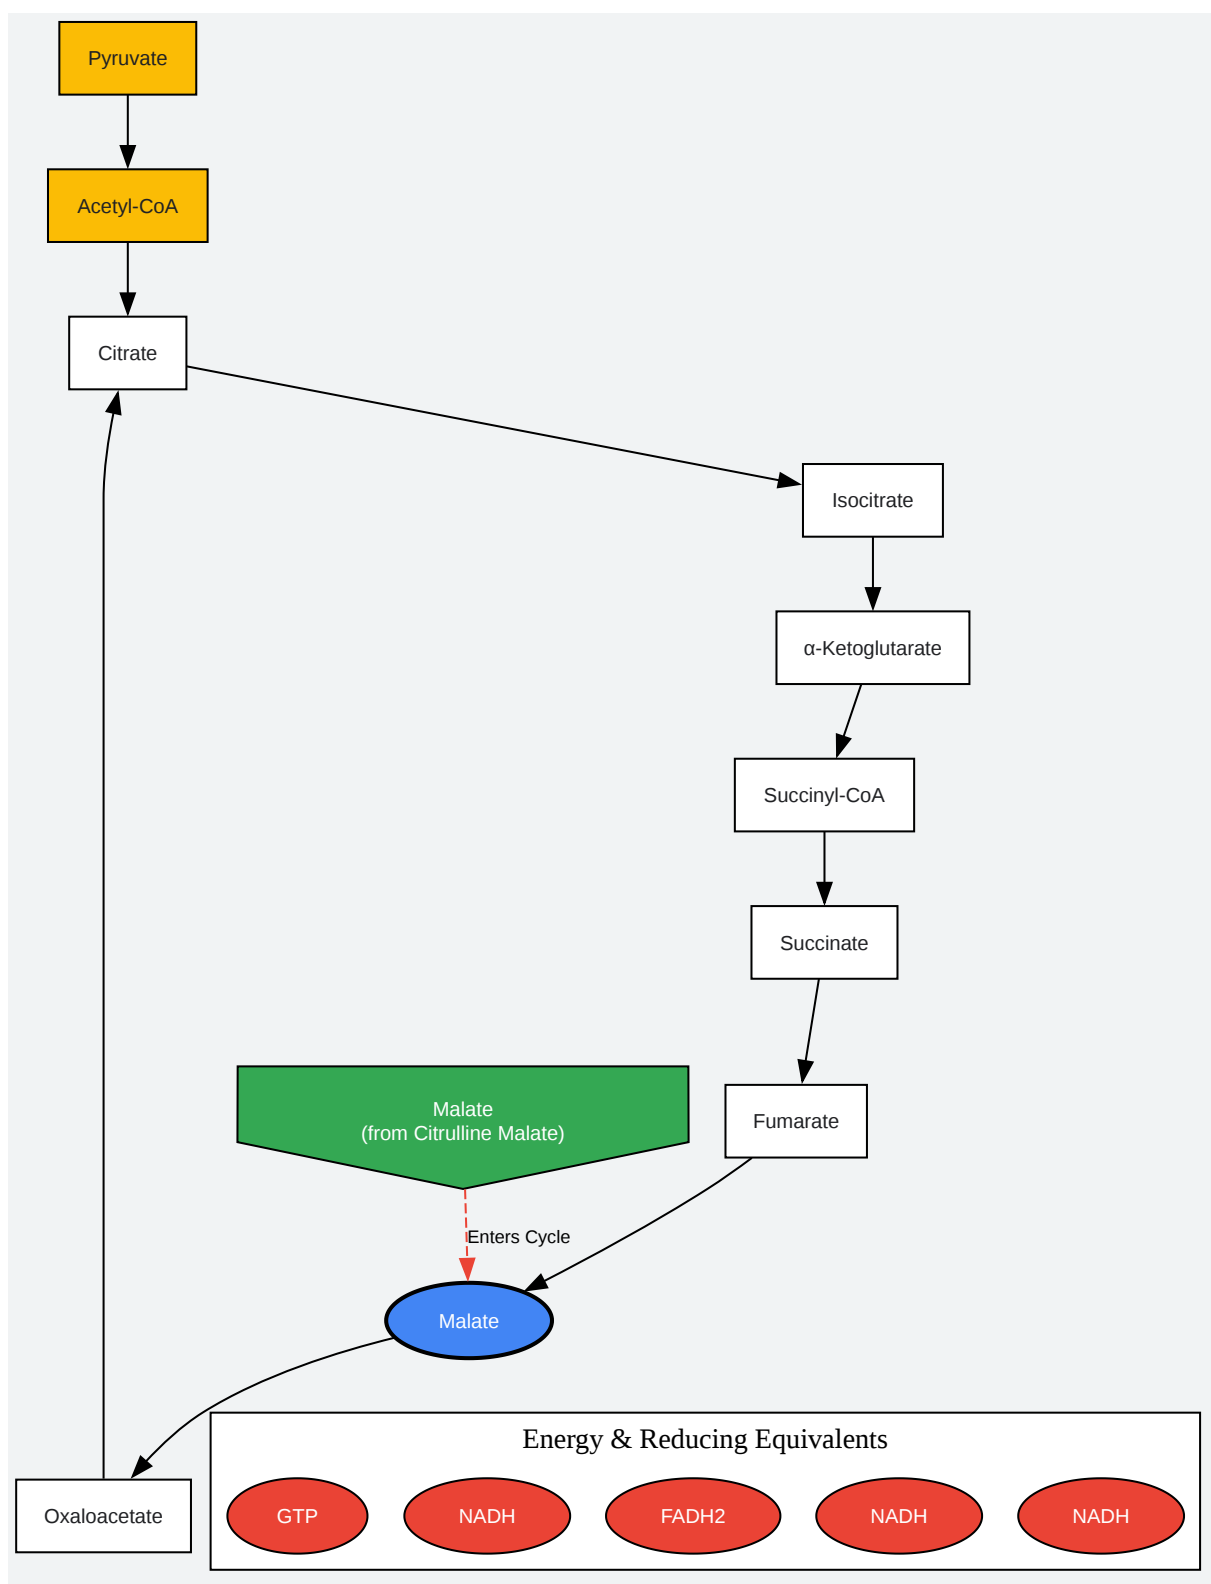 Pyruvate
Acetyl-CoA
Citrate
Isocitrate
α-Ketoglutarate
Succinyl-CoA
Succinate
Malate
(from Citrulline Malate)
Fumarate
Enters Cycle
Malate
Energy & Reducing Equivalents
Oxaloacetate
GTP
NADH
FADH2
NADH
NADH